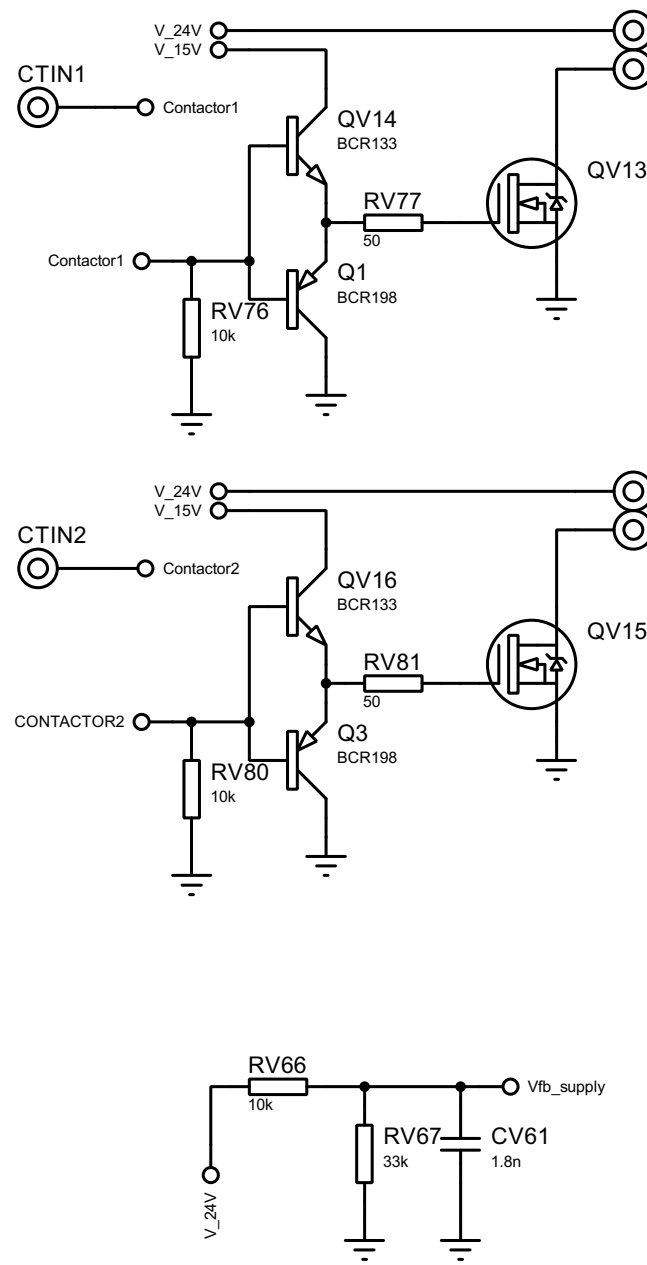 V_24V
V_15V
CTIN1
Contactor1
QV14
BCR133
QV13
RV77
50
Contactor1
Q1
BCR198
RV76
10k
V_24V
V_15V
CTIN2
Contactor2
QV16
BCR133
QV15
RV81
50
CONTACTOR2
Q3
BCR198
RV80
10k
RV66
10k
Vfb_supply
RV67
33k
CV61
1.8n
V_24V